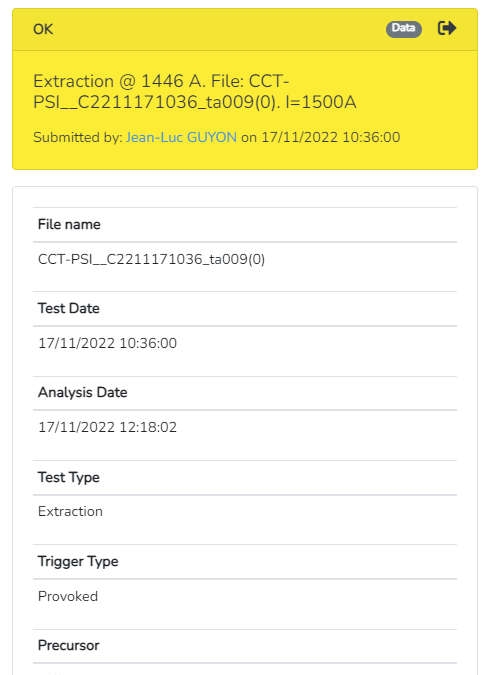 OK
Data
Extraction @ 1446 A. File: CCT-
PSI__C2211171036_ta009(0). I=1500A
Submitted by: Jean-Luc GUYON on 17/11/2022 10:36:00
File name
CCT-PSI__C2211171036_ta009(0)
Test Date
17/11/2022 10:36:00
Analysis Date
17/11/2022 12:18:02
Test Type
Extraction
Trigger Type
Provoked
Precursor